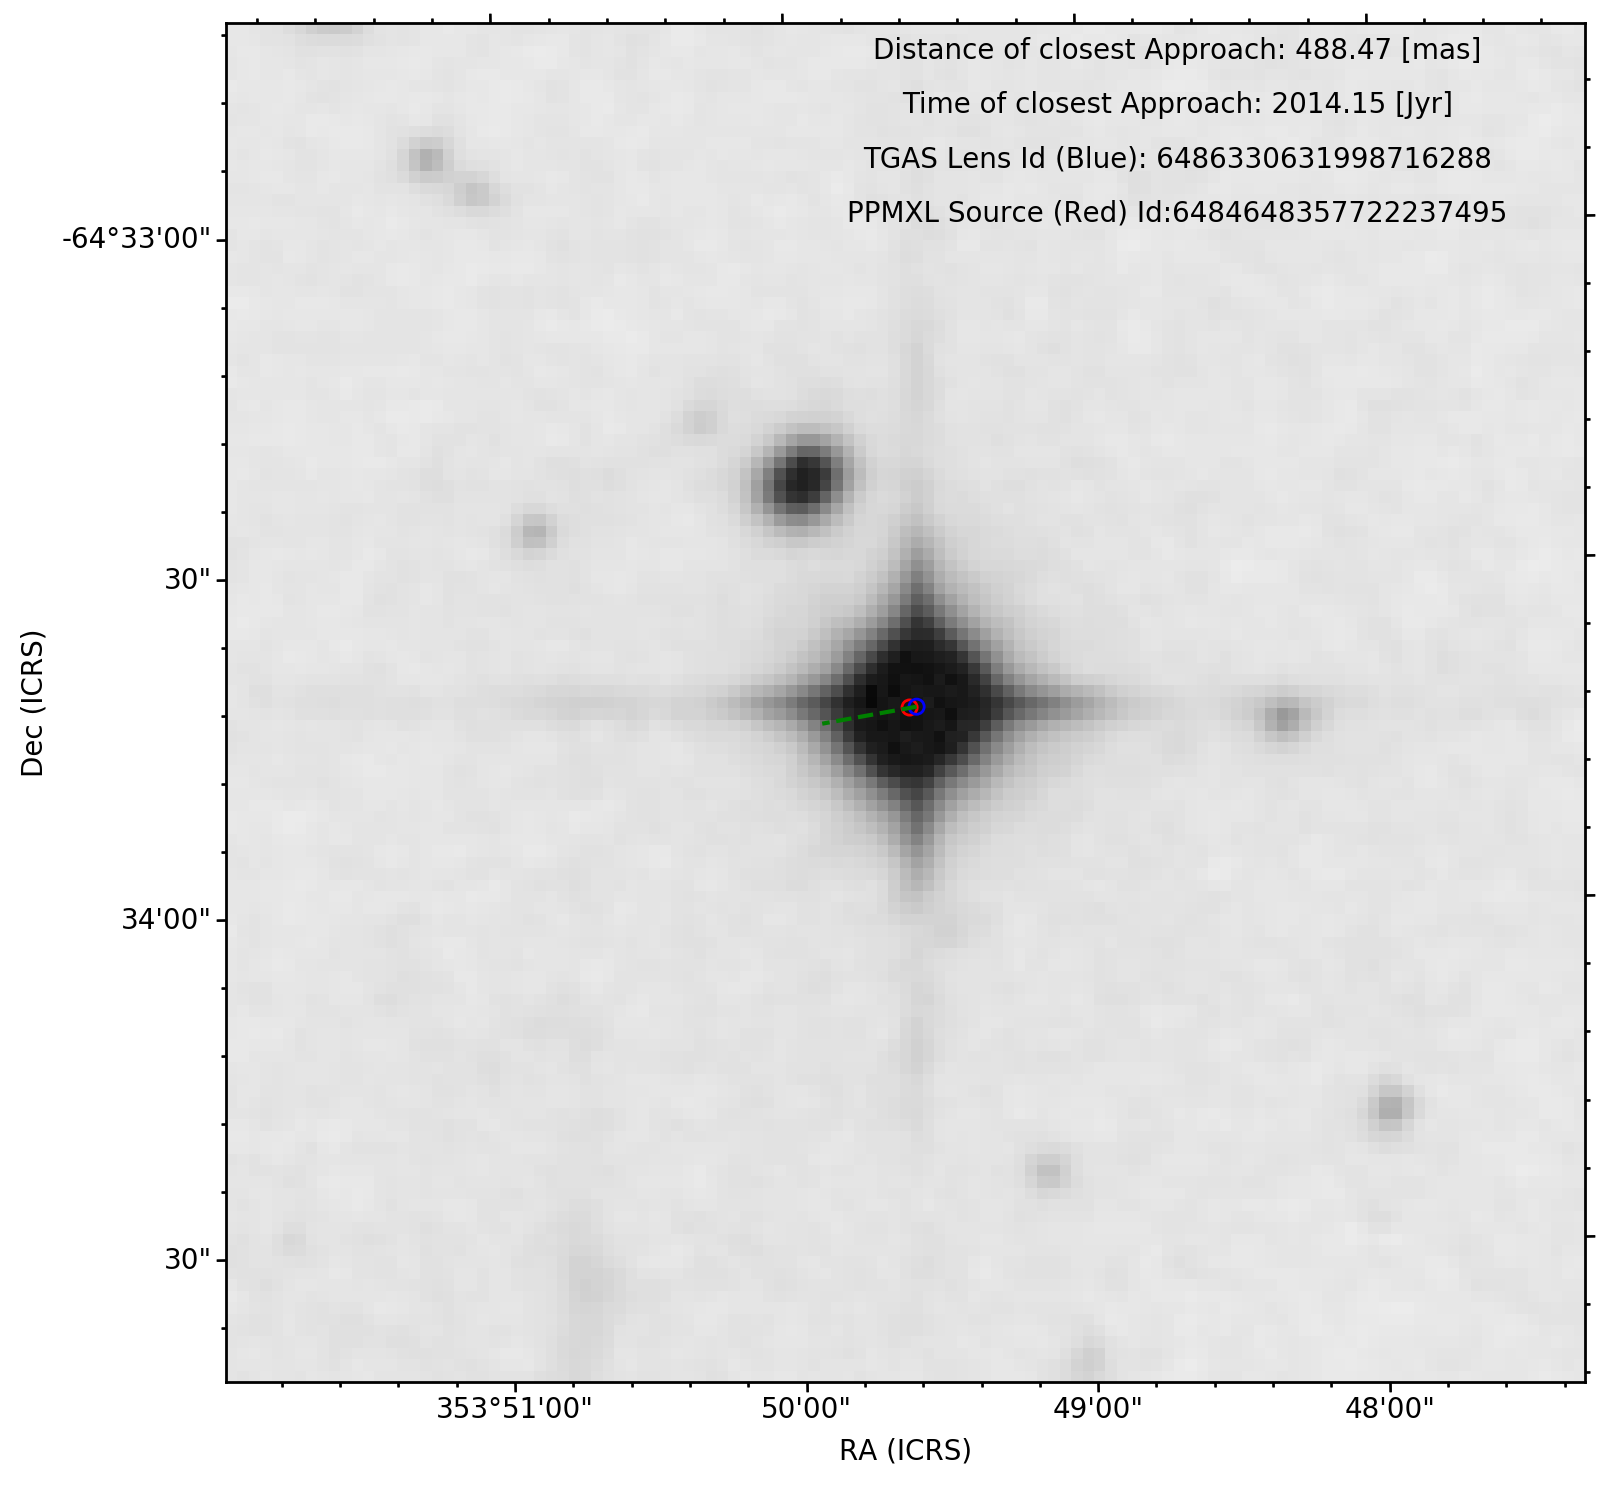 Distance of closest Approach: 488.47 [mas]
Time of closest Approach: 2014.15 [Jyr]
TGAS Lens Id (Blue): 6486330631998716288
PPMXL Source (Red) Id:6484648357722237495
-64°33'00"
30"
34'00"
30"
Dec (ICRS)
353°51'00" 50'00" 49'00" 48'00"
RA (ICRS)